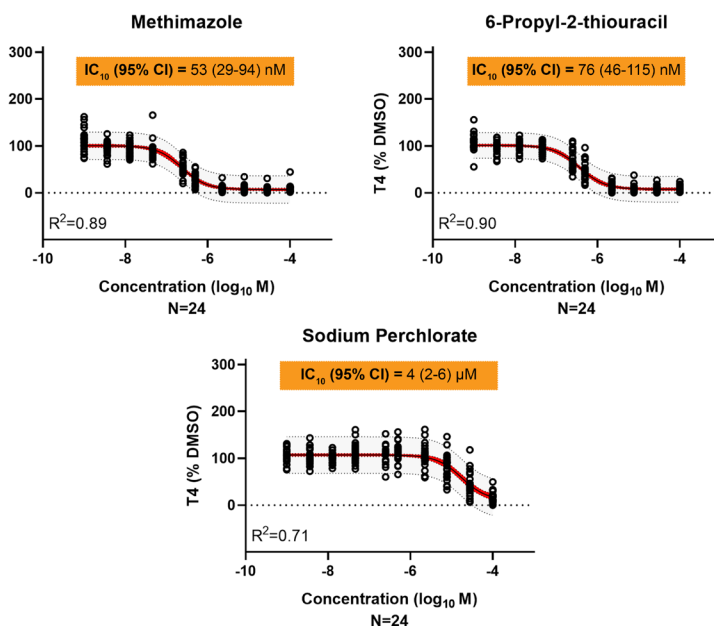 Methimazole
IC10 (95% CI) = 53 (29-94) nM
300
200
100
0
R2=0.89
-10 -8 -6 -4 -2
Concentration (log10 M)
N=24
6-Propyl-2-thiouracil
IC10 (95% CI) = 76 (46-115) nM
T4 (% DMSO)
300
200
100
0
R2=0.90
-10 -8 -6 -4 -2
Concentration (log10 M)
N=24
Sodium Perchlorate
IC10 (95% CI) = 4 (2-6) µM
T4 (% DMSO)
300
200
100
0
R2=0.71
-10 -8 -6 -4 -2
Concentration (log10 M)
N=24